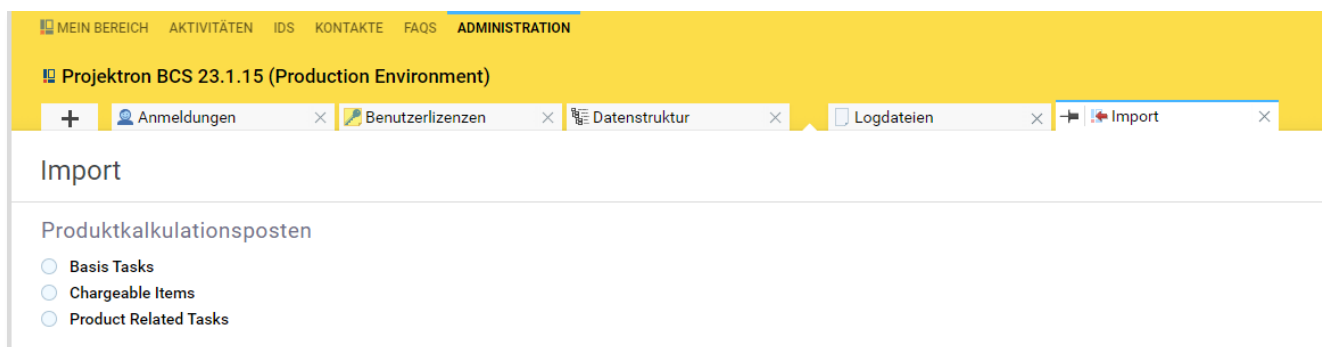 MEIN BEREICH AKTIVITÄTEN IDS KONTAKTE FAQS ADMINISTRATION
Projektron BCS 23.1.15 (Production Environment)
Anmeldungen Benutzerlizenzen Datenstruktur Logdateien Import
Import
Produktkalkulationsposten
Basis Tasks
Chargeable Items
Product Related Tasks